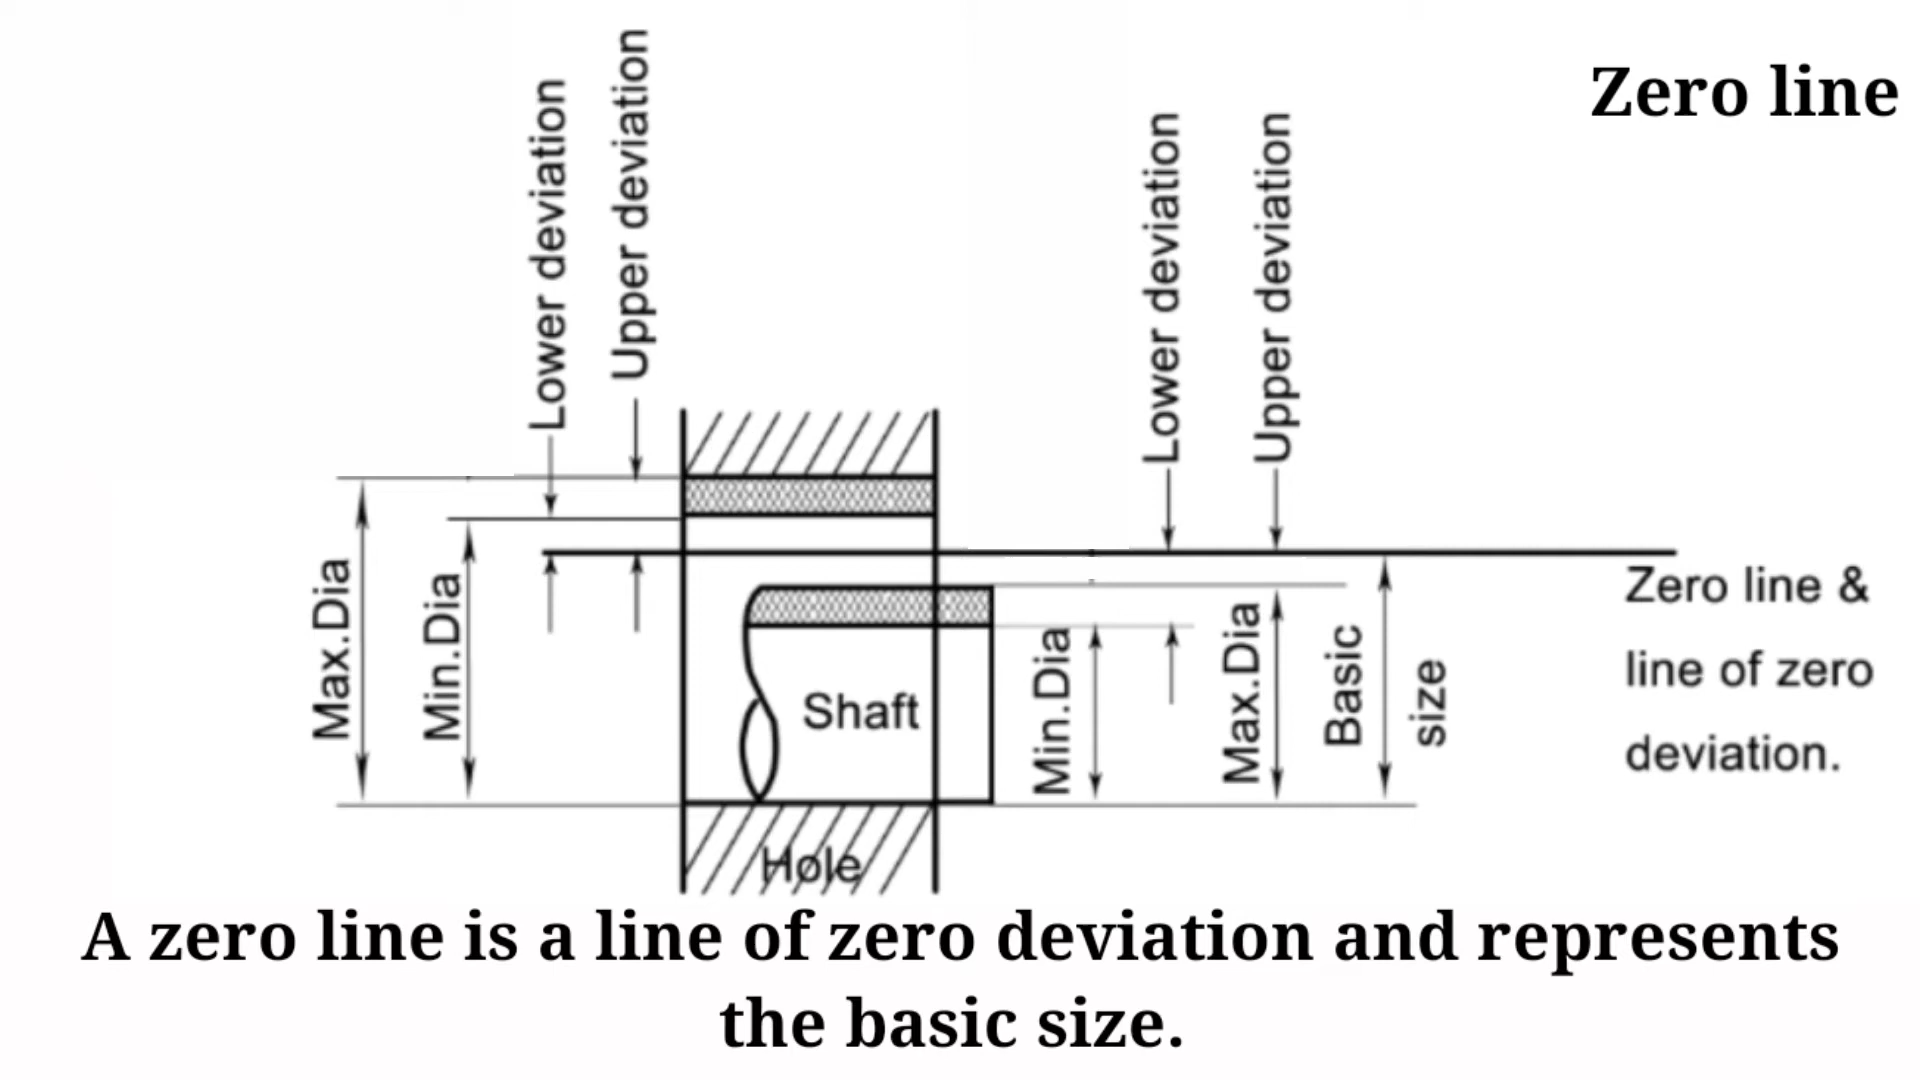 Zero line
Lower deviation
Upper deviation
Lower deviation
Upper deviation
Max.Dia
Min.Dia
Shaft
Min.Dia
Max.Dia
Basic
size
Zero line &
line of zero
deviation.
Hole
A zero line is a line of zero deviation and represents
the basic size.